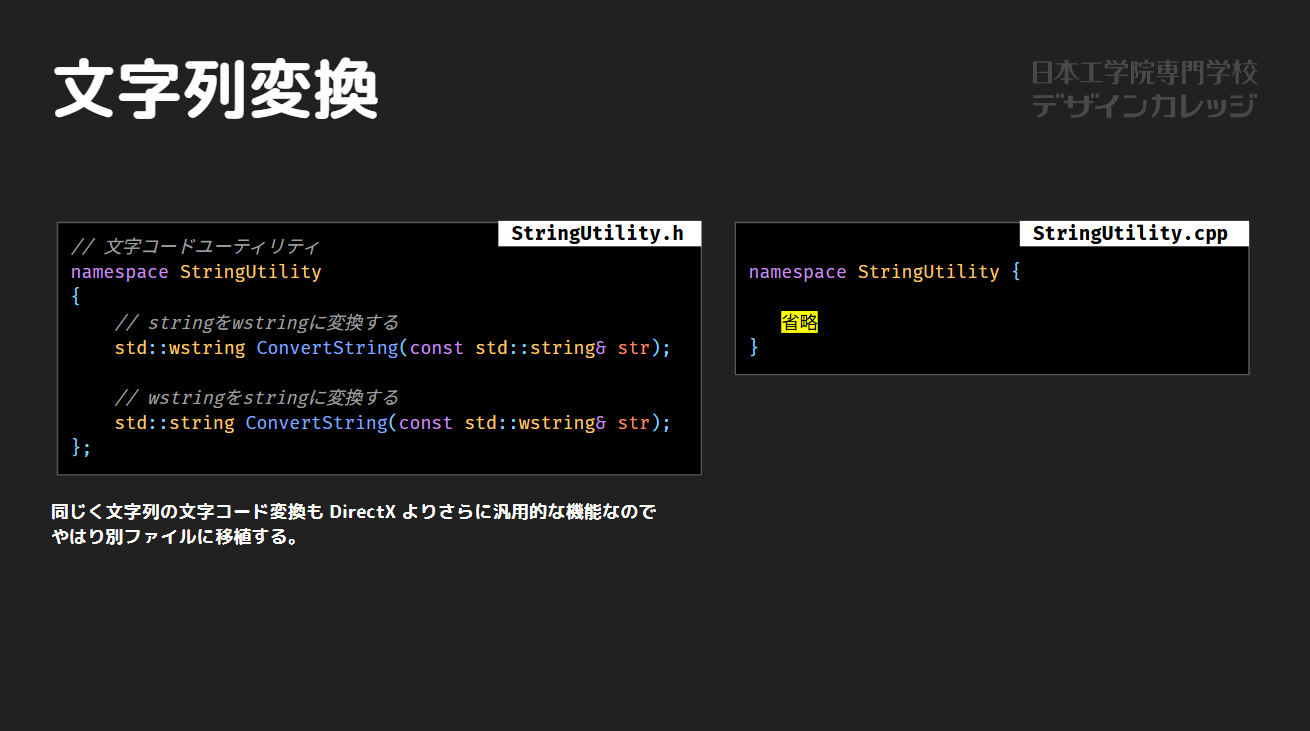 文字列変換
日本工学院専門学校
デザインカレッジ
StringUtility.h
// 文字コードユーティリティ
namespace StringUtility
{
// stringをwstringに変換する
std::wstring ConvertString(const std::string& str);
// wstringをstringに変換する
std::string ConvertString(const std::wstring& str);
};
StringUtility.cpp
namespace StringUtility {
省略
}
同じく文字列の文字コード変換も DirectX よりさらに汎用的な機能なので
やはり別ファイルに移植する。